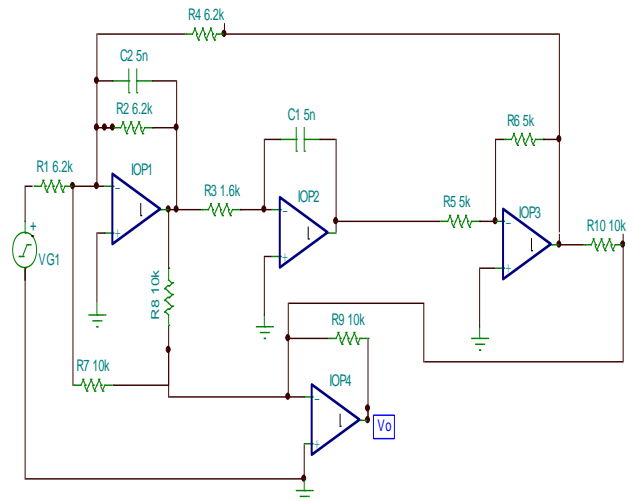 R4 6.2k
C2 5n
R2 6.2k
C1 5n
R6 5k
R1 6.2k
IOP1
R3 1.6k
IOP2
R5 5k
IOP3
R10 10k
+
VG1
R8 10k
R9 10k
R7 10k
IOP4
Vo